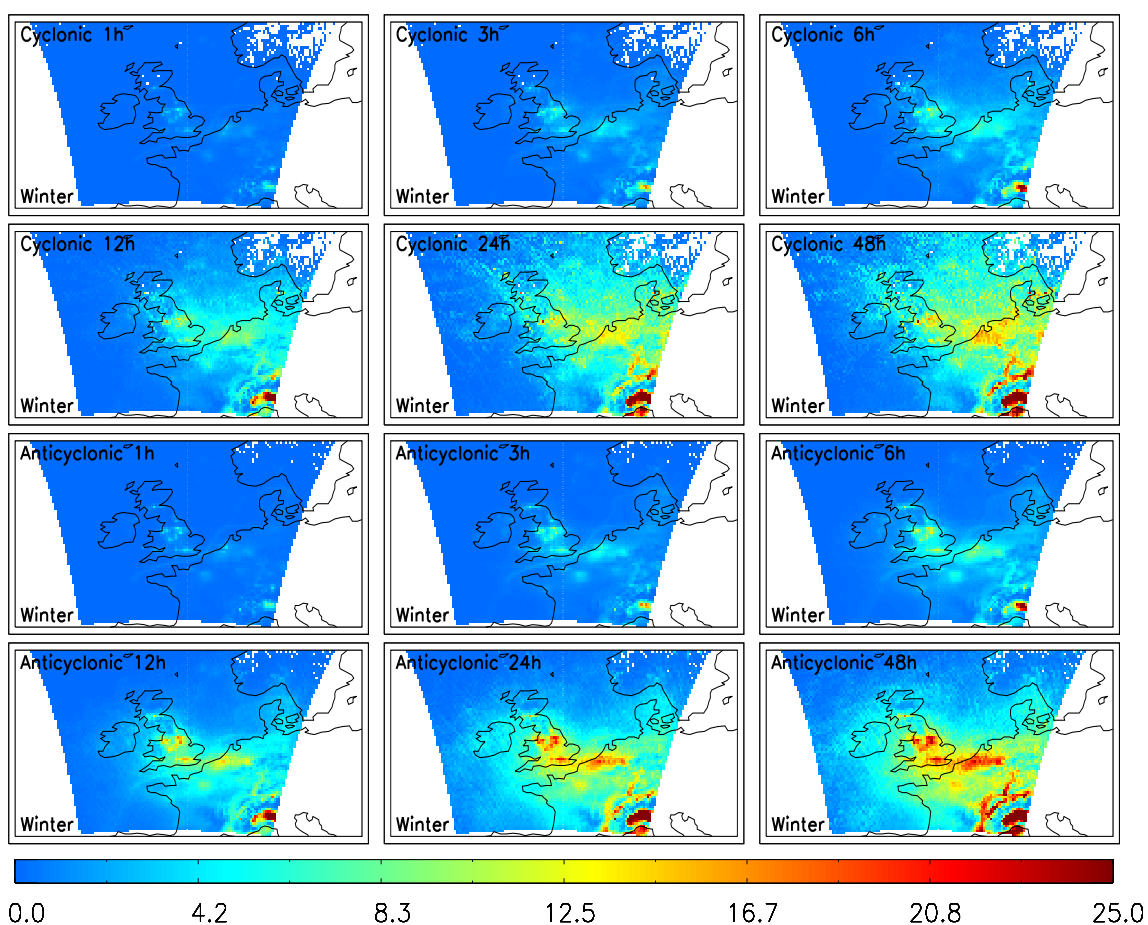 Cyclonic 1h
Cyclonic 3h
Cyclonic 6h
Winter
Winter
Winter
Cyclonic 12h
Cyclonic 24h
Cyclonic 48h
Winter
Winter
Winter
Anticyclonic 1h
Anticyclonic 3h
Anticyclonic 6h
Winter
Winter
Winter
Anticyclonic 12h
Anticyclonic 24h
Anticyclonic 48h
Winter
Winter
Winter
0.0 4.2 8.3 12.5 16.7 20.8 25.0